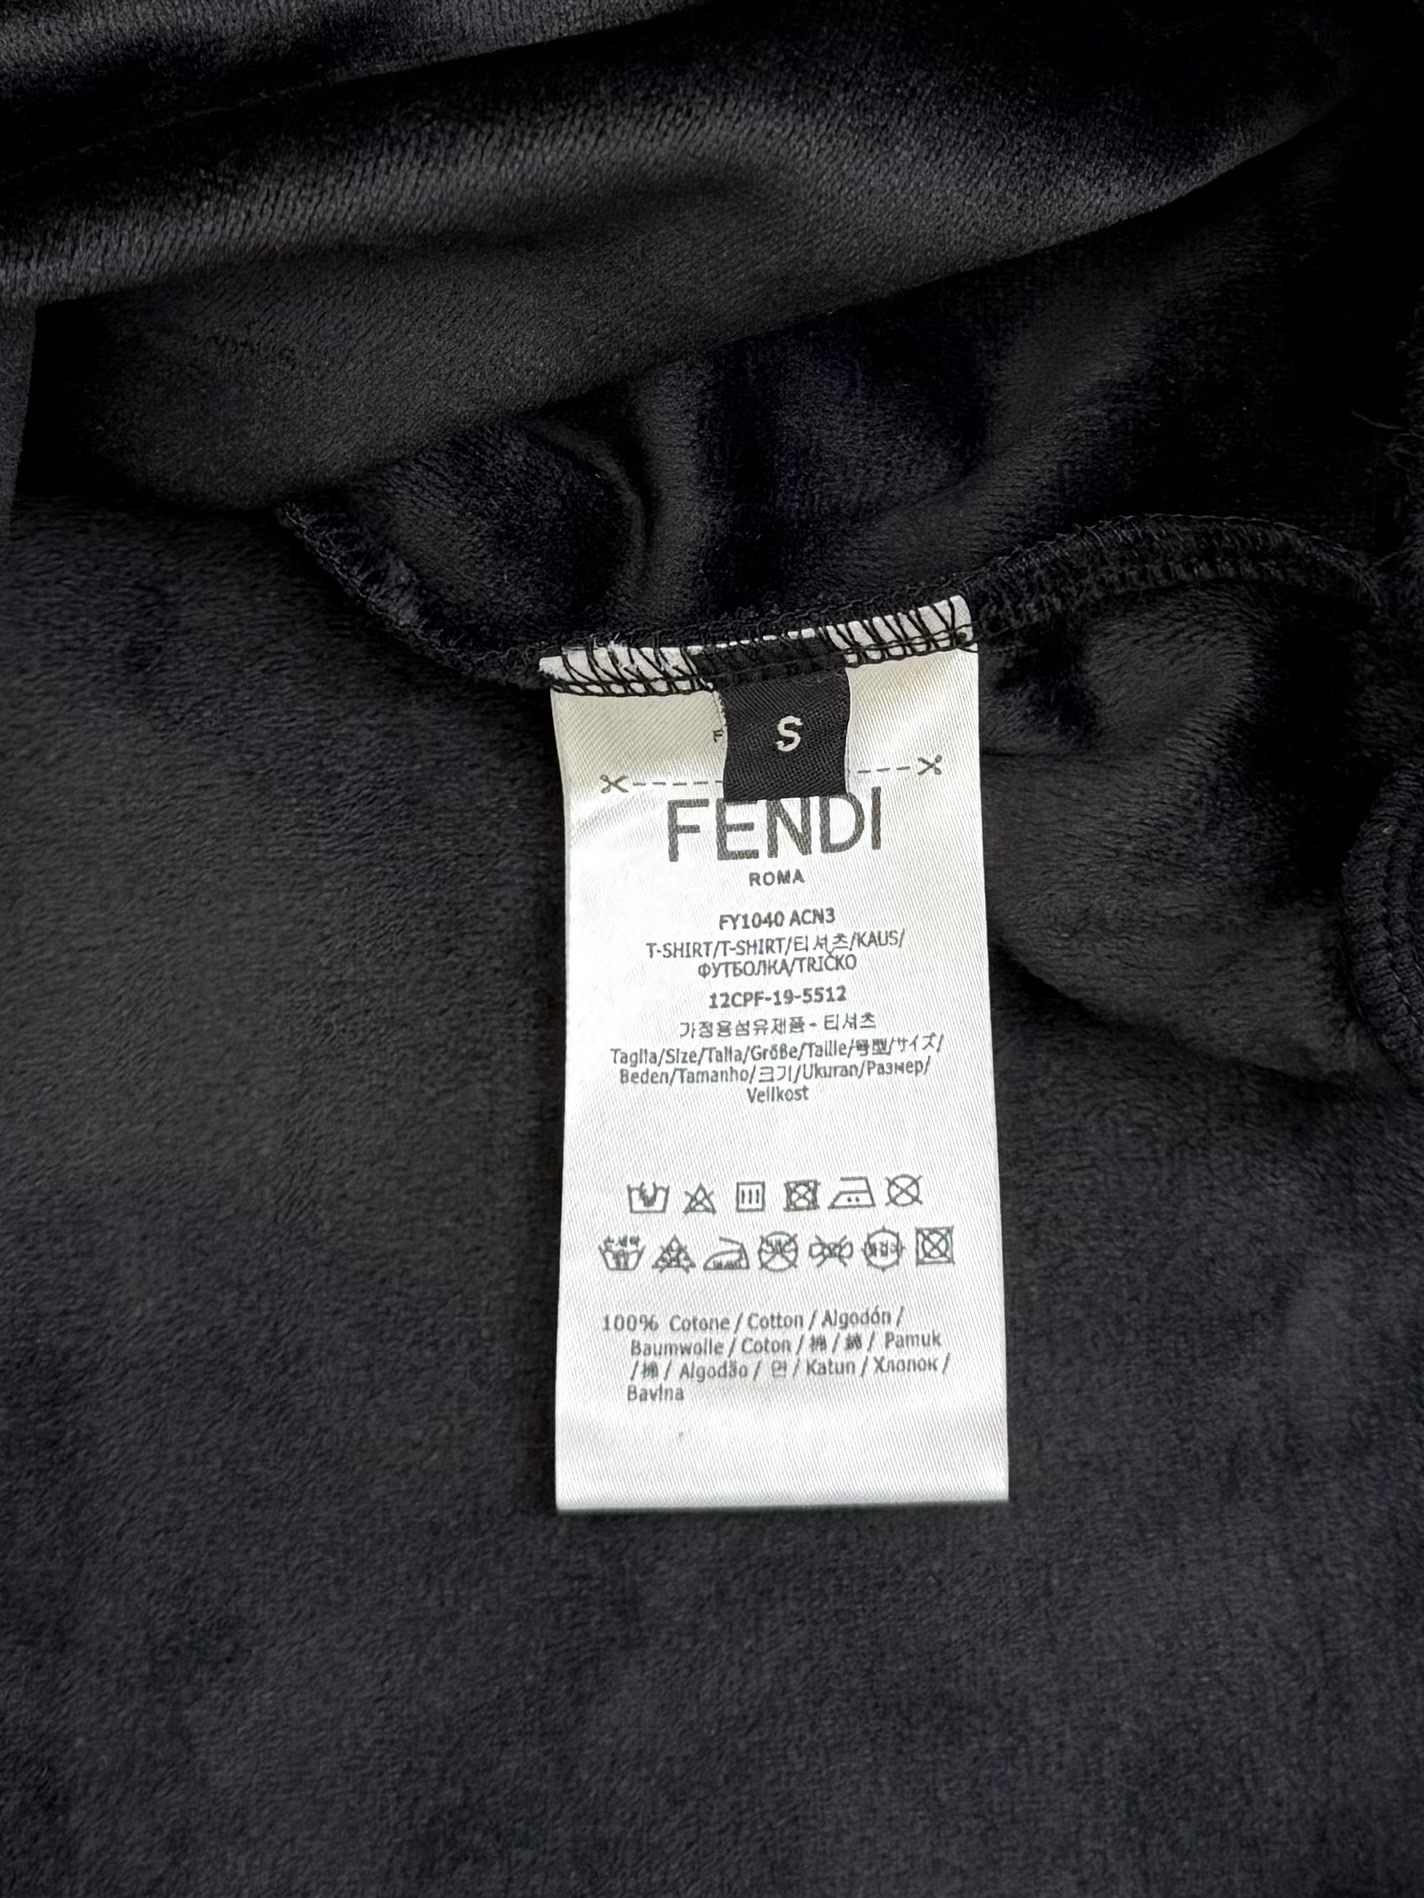 S
F
FENDI
ROMA
FY1040 ACN3
T-SHIRT/T-SHIRT/티셔츠/KAUS/
ФУТБОЛКА/TRIČKO
12CPF-19-5512
가정용섬유제품 - 티셔츠
Taglia/Size/Talla/Größe/Taille/号型/サイズ/
Beden/Tamanho/크기/Ukuran/Размер/
Velikost
100% Cotone / Cotton / Algodón /
Baumwolle / Coton / 棉 / 綿 / Pamuk
/ 棉 / Algodão / 면 / Katun / Хлопок /
Bavlna